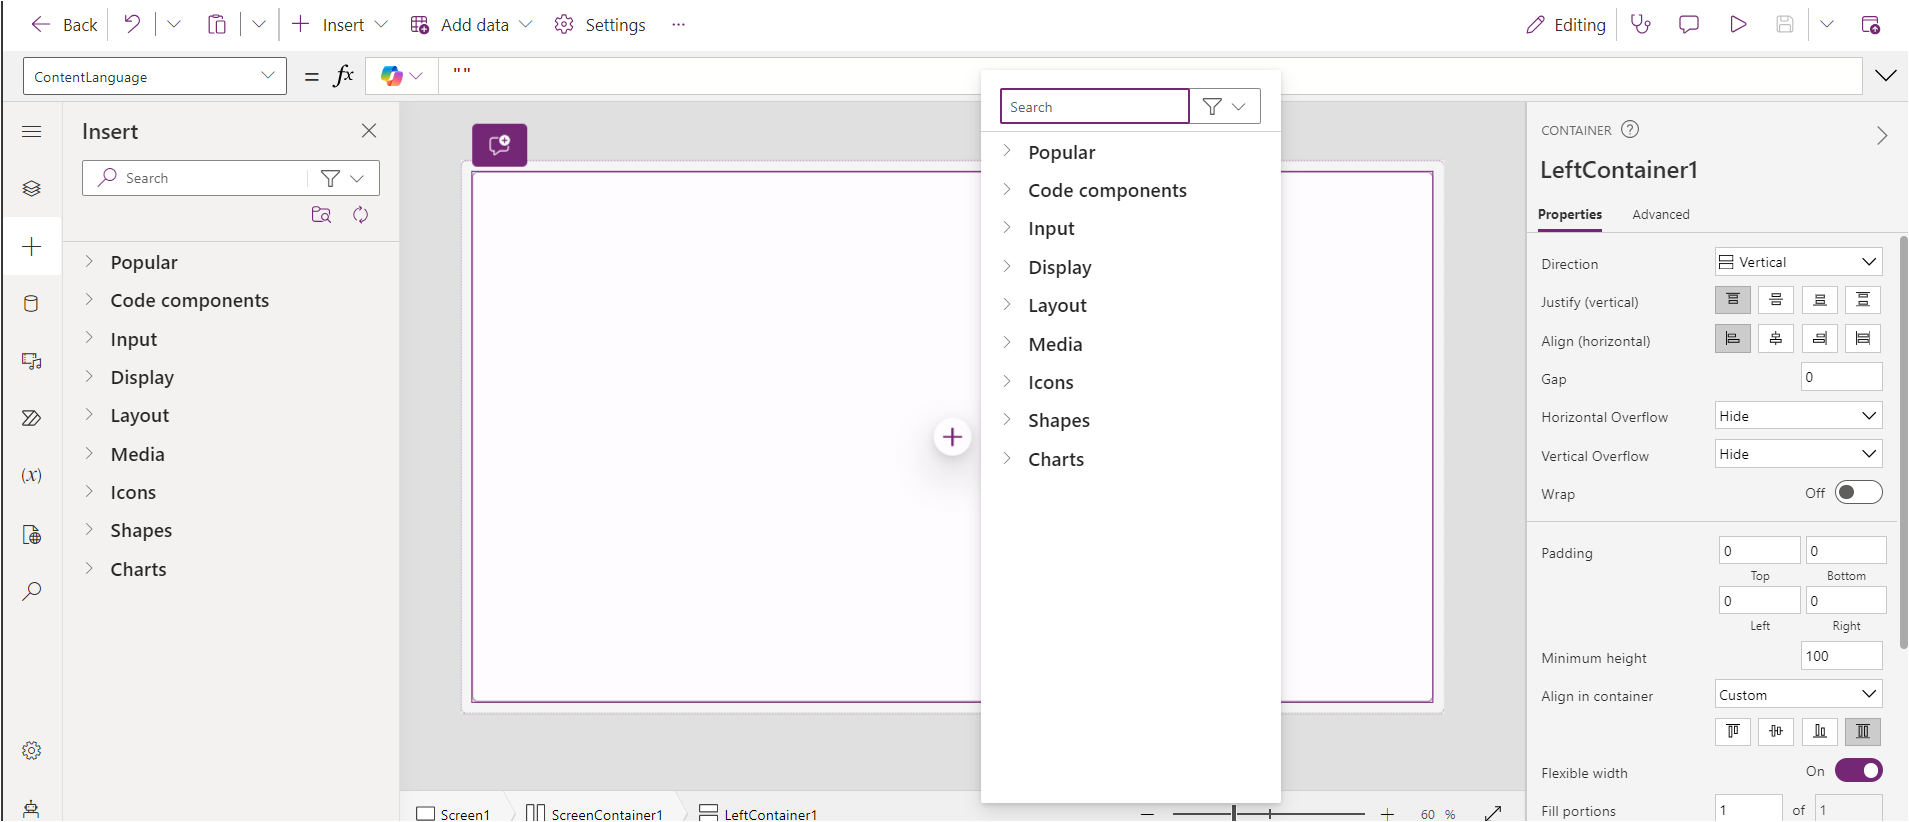 Back
Insert
Add data
Settings
Editing
ContentLanguage
= fx
""
Insert
Search
Popular
Code components
Input
Display
Layout
Media
Icons
Shapes
Charts
(x)
Search
Popular
Code components
Input
Display
Layout
Media
Icons
Shapes
Charts
CONTAINER ?
LeftContainer1
Properties Advanced
Direction Vertical
Justify (vertical)
Align (horizontal)
Gap 0
Horizontal Overflow Hide
Vertical Overflow Hide
Wrap Off
Padding 0 0
Top Bottom
0 0
Left Right
Minimum height 100
Align in container Custom
Flexible width On
Fill portions 1 of 1
Screen1 ScreenContainer1 LeftContainer1
60 %